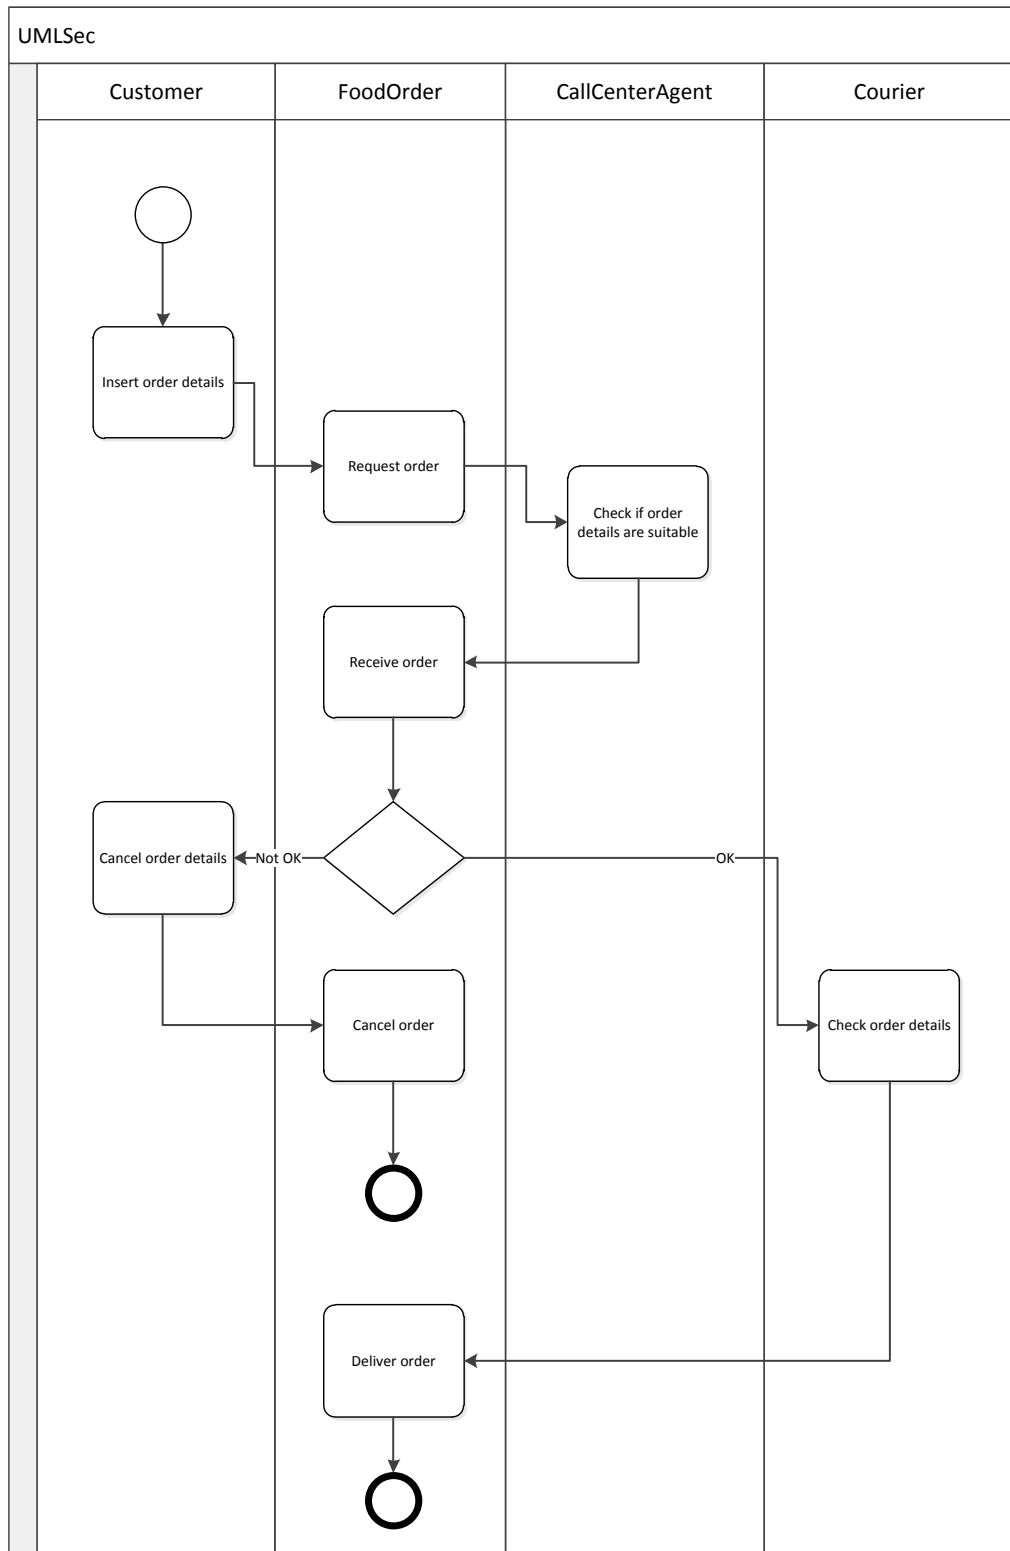 UMLSec
Customer
FoodOrder
CallCenterAgent
Courier
Insert order details
Request order
Check if order
details are suitable
Receive order
Cancel order details
Not OK
OK
Cancel order
Check order details
Deliver order